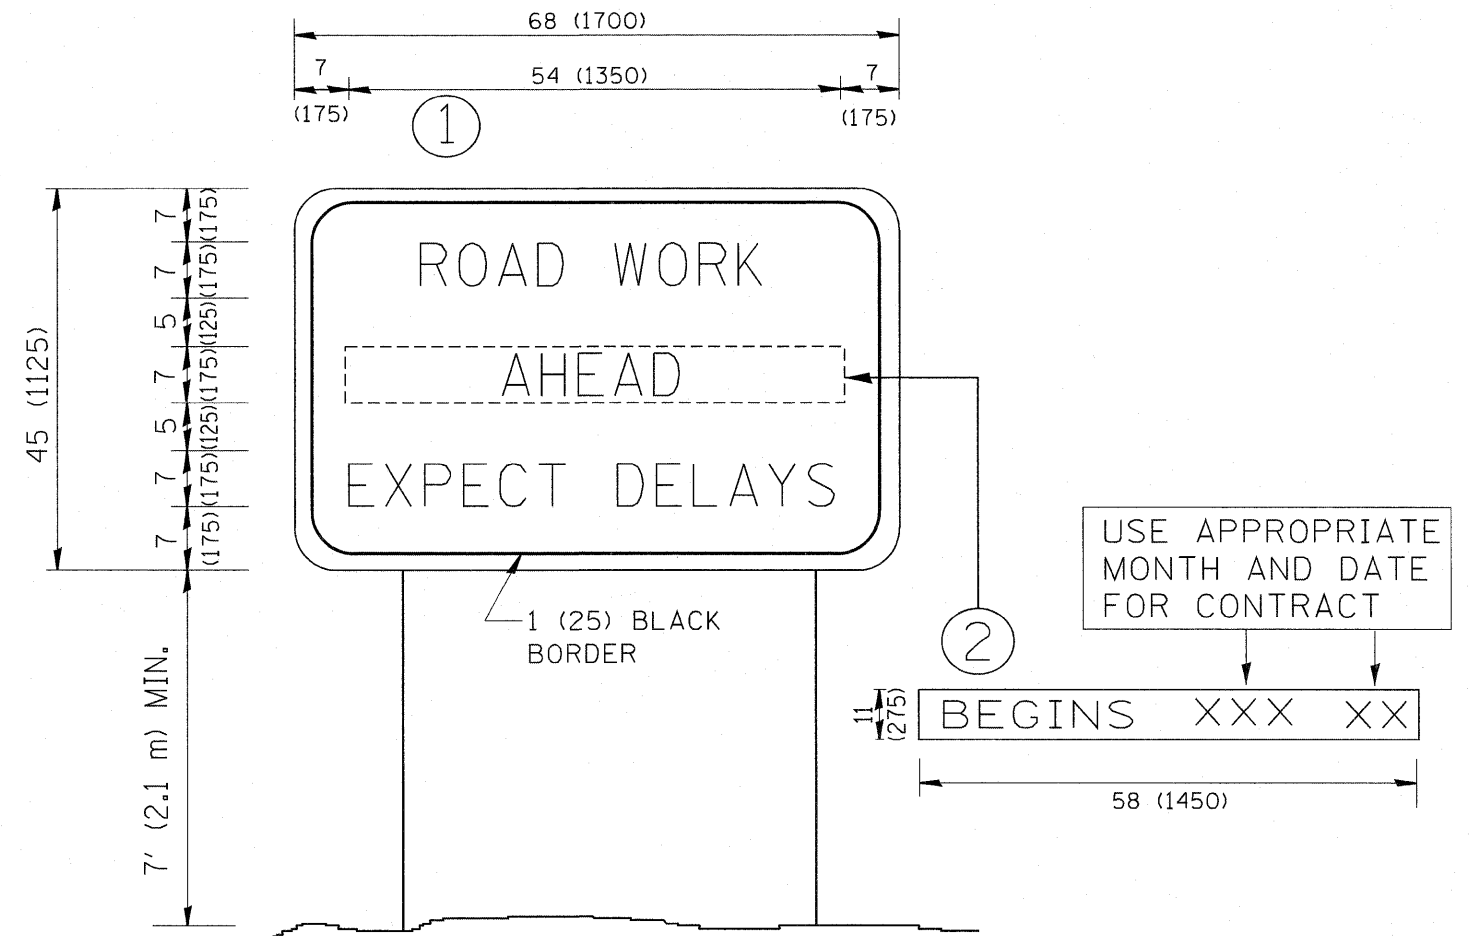 68 (1700)
7 54 (1350) 7
(175) (175)
1
7 (175)
7 (175)
5 (125)
7 (175)
5 (125)
7 (175)
7 (175)
45 (1125)
ROAD WORK
AHEAD
EXPECT DELAYS
1 (25) BLACK
BORDER
7' (2.1 m) MIN.
USE APPROPRIATE
MONTH AND DATE
FOR CONTRACT
2
11
(275)
BEGINS XXX XX
58 (1450)